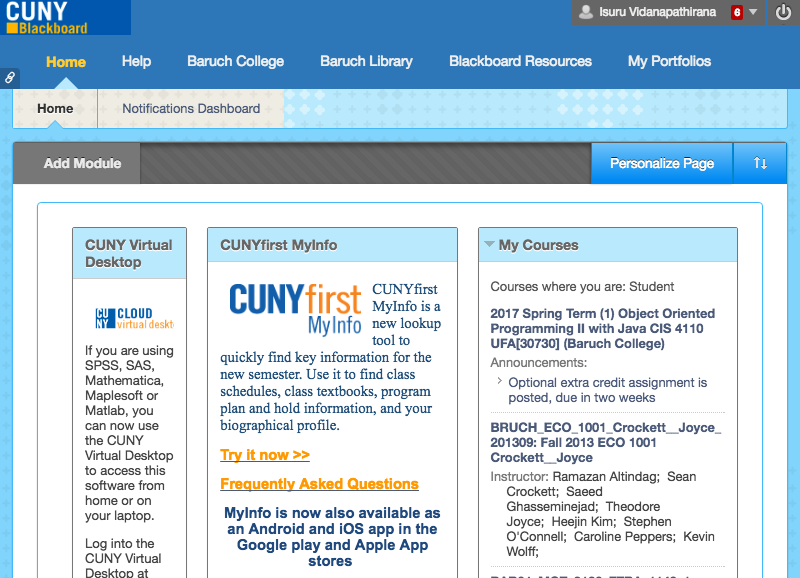 CUNY
Blackboard
Isuru Vidanapathirana
6
Home
Help
Baruch College
Baruch Library
Blackboard Resources
My Portfolios
Home
Notifications Dashboard
Add Module
Personalize Page
CUNY Virtual
Desktop
CU
NY
CLOUD
virtual deskt
If you are using
SPSS, SAS,
Mathematica,
Maplesoft or
Matlab, you
can now use
the CUNY
Virtual Desktop
to access this
software from
home or on
your laptop.
Log into the
CUNY Virtual
Desktop at
CUNYfirst MyInfo
CUNYfirst
MyInfo
CUNYfirst
MyInfo is a
new lookup
tool to
quickly find key information for the
new semester. Use it to find class
schedules, class textbooks, program
plan and hold information, and your
biographical profile.
Try it now >>
Frequently Asked Questions
MyInfo is now also available as
an Android and iOS app in the
Google play and Apple App
stores
My Courses
Courses where you are: Student
2017 Spring Term (1) Object Oriented
Programming II with Java CIS 4110
UFA[30730] (Baruch College)
Announcements:
Optional extra credit assignment is
posted, due in two weeks
BRUCH_ECO_1001_Crockett__Joyce_
201309: Fall 2013 ECO 1001
Crockett__Joyce
Instructor: Ramazan Altindag; Sean
Crockett; Saeed
Ghasseminejad; Theodore
Joyce; Heejin Kim; Stephen
O'Connell; Caroline Peppers; Kevin
Wolff;